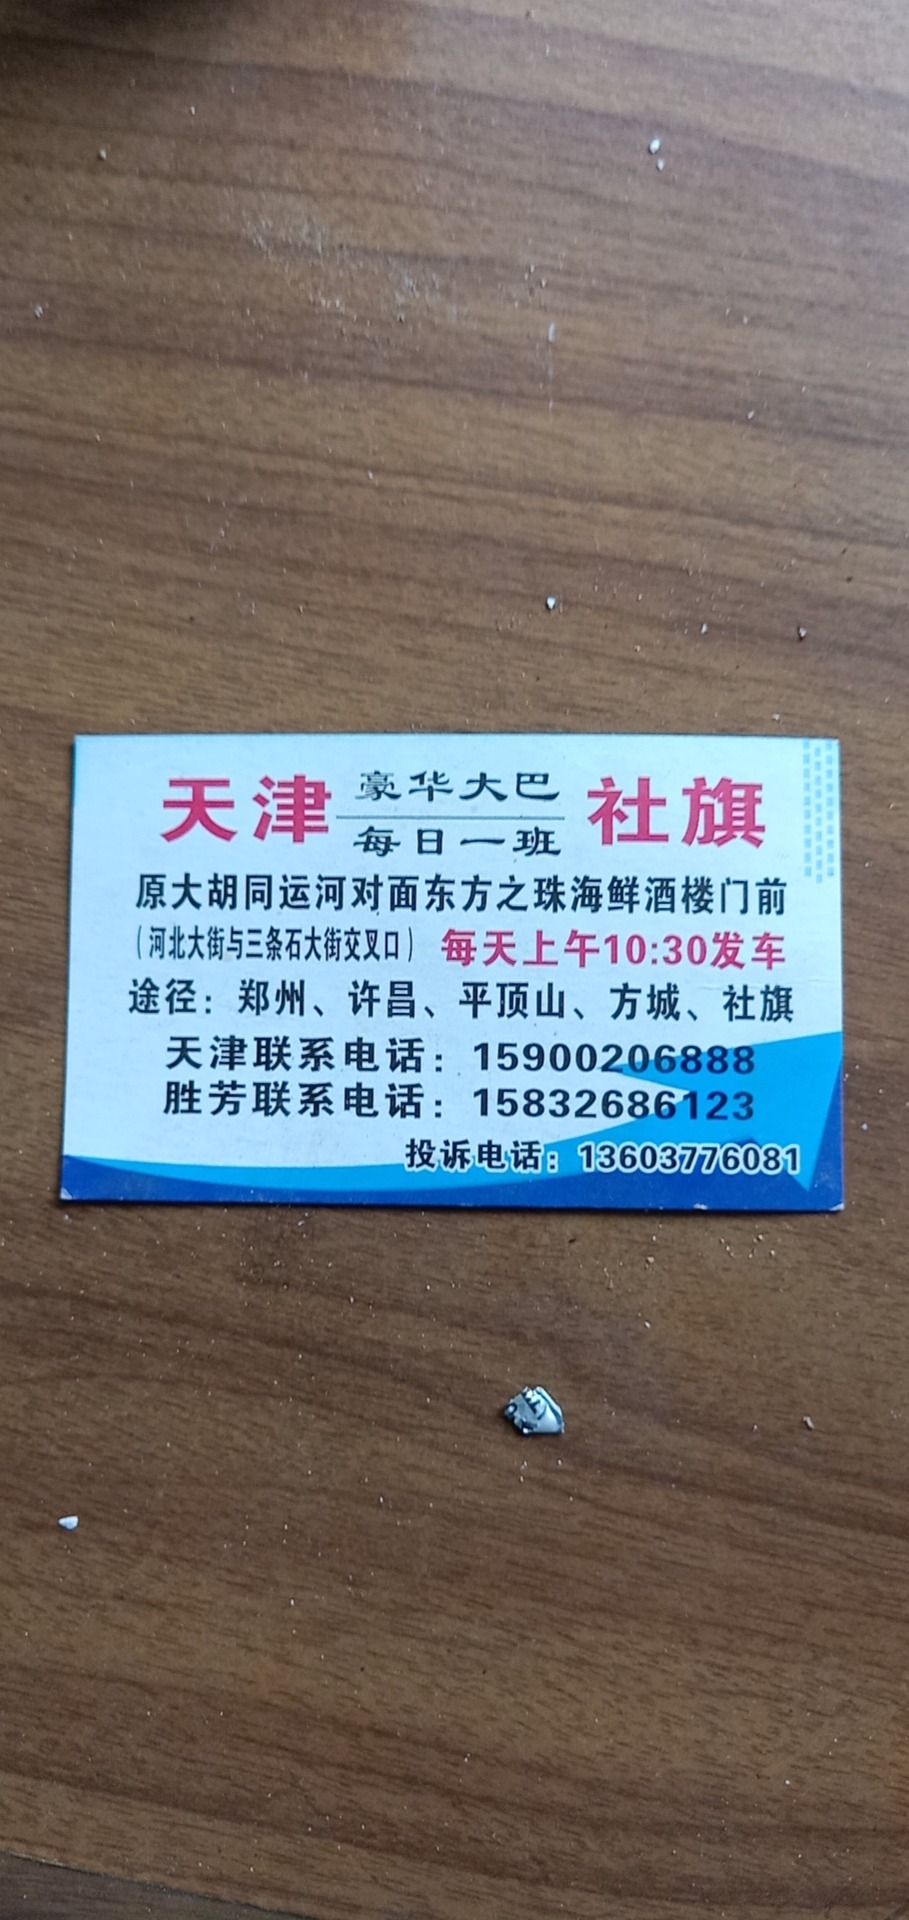 天津 豪华大巴 社旗
每日一班
原大胡同运河对面东方之珠海鲜酒楼门前
(河北大街与三条石大街交叉口) 每天上午10:30发车
途径：郑州、许昌、平顶山、方城、社旗
天津联系电话：15900206888
胜芳联系电话：15832686123
投诉电话：13603776081